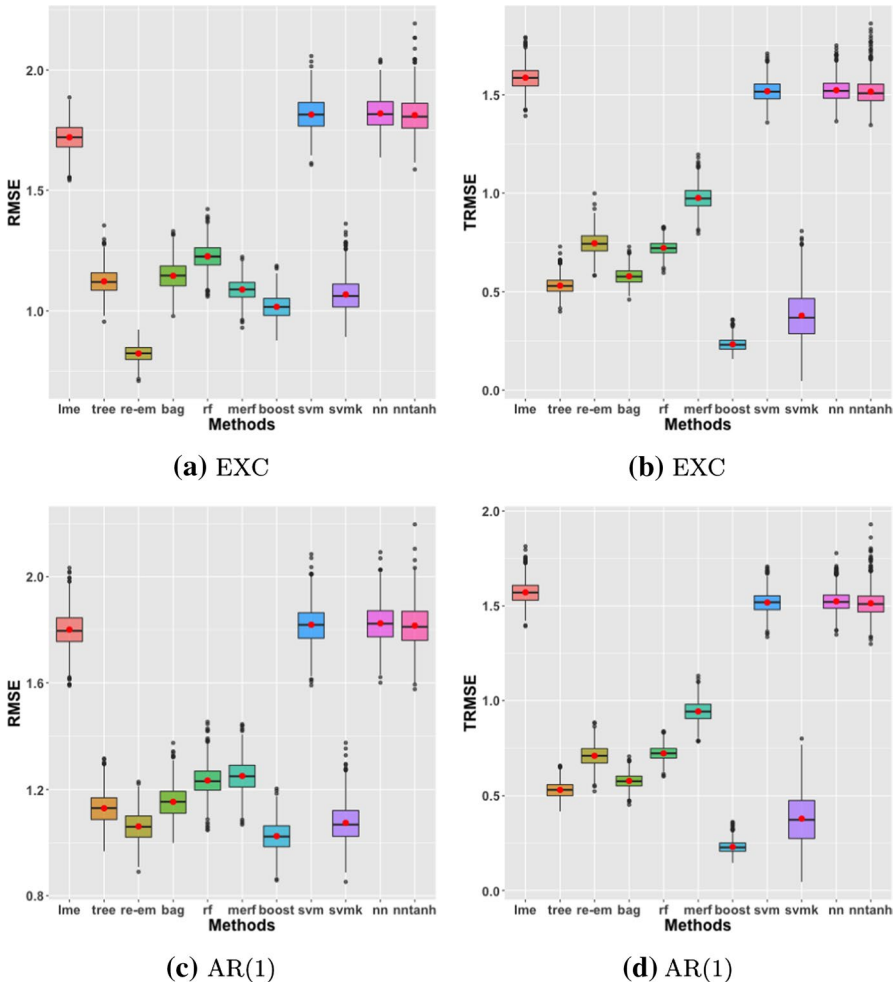 RMSE
2.0
1.5
1.0
lme tree re-em bag rf merf boost svm svmk nn nntanh
Methods
(a) EXC
TRMSE
1.5
1.0
0.5
0.0
lme tree re-em bag rf merf boost svm svmk nn nntanh
Methods
(b) EXC
RMSE
2.0
1.6
1.2
0.8
lme tree re-em bag rf merf boost svm svmk nn nntanh
Methods
(c) AR(1)
TRMSE
2.0
1.5
1.0
0.5
0.0
lme tree re-em bag rf merf boost svm svmk nn nntanh
Methods
(d) AR(1)